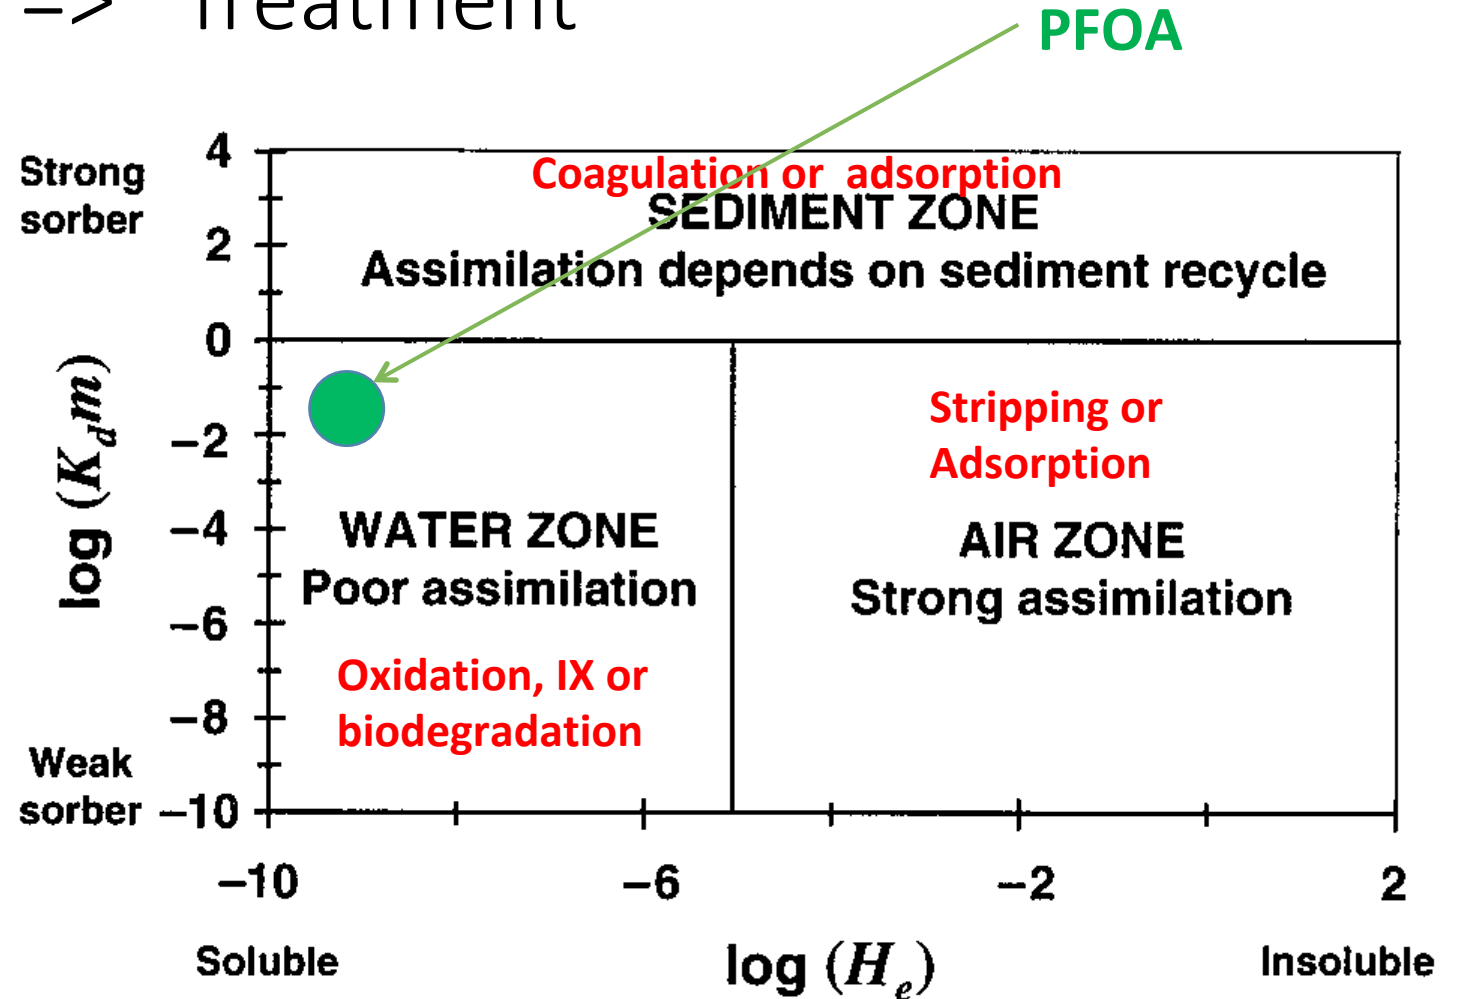 => Treatment
PFOA
Strong
sorber
4
2
0
−2
−4
−6
−8
−10
Weak
sorber
log (K_d m)
Coagulation or adsorption
SEDIMENT ZONE
Assimilation depends on sediment recycle
Stripping or
Adsorption
WATER ZONE
Poor assimilation
AIR ZONE
Strong assimilation
Oxidation, IX or
biodegradation
−10
−6
−2
2
Soluble
log (H_e)
Insoluble